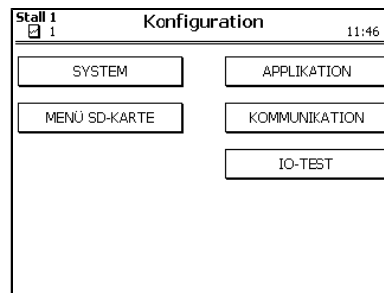 Stall 1
1
Konfiguration
11:46
SYSTEM
APPLIKATION
MENÜ SD-KARTE
KOMMUNIKATION
IO-TEST